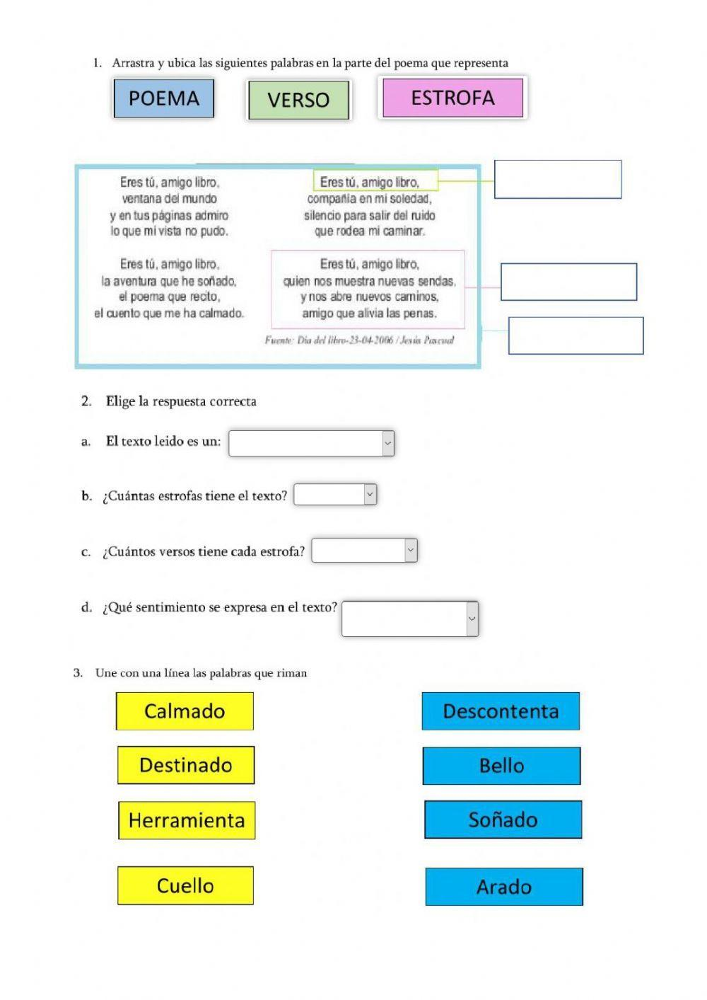 1. Arrastra y ubica las siguientes palabras en la parte del poema que representa
POEMA
VERSO
ESTROFA
Eres tú, amigo libro,
ventana del mundo
y en tus páginas admiro
lo que mi vista no pudo.
Eres tú, amigo libro,
compañía en mi soledad,
silencio para salir del ruido
que rodea mi caminar.
Eres tú, amigo libro,
la aventura que he soñado,
el poema que recito,
el cuento que me ha calmado.
Eres tú, amigo libro,
quien nos muestra nuevas sendas,
y nos abre nuevos caminos,
amigo que alivia las penas.
Fuente: Día del libro-23-04-2006 / Jesús Pascual
2. Elige la respuesta correcta
a. El texto leido es un:
b. ¿Cuántas estrofas tiene el texto?
c. ¿Cuántos versos tiene cada estrofa?
d. ¿Qué sentimiento se expresa en el texto?
3. Une con una línea las palabras que riman
Calmado
Descontenta
Destinado
Bello
Herramienta
Soñado
Cuello
Arado